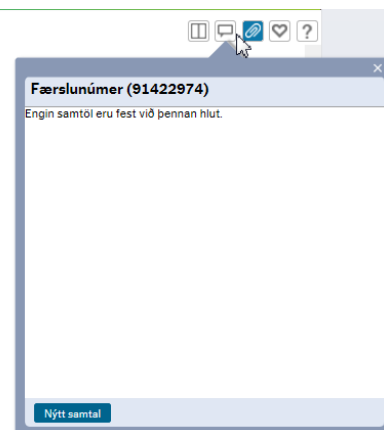 Færslunúmer (91422974)
Engin samtöl eru fest við þennan hlut.
Nýtt samtal